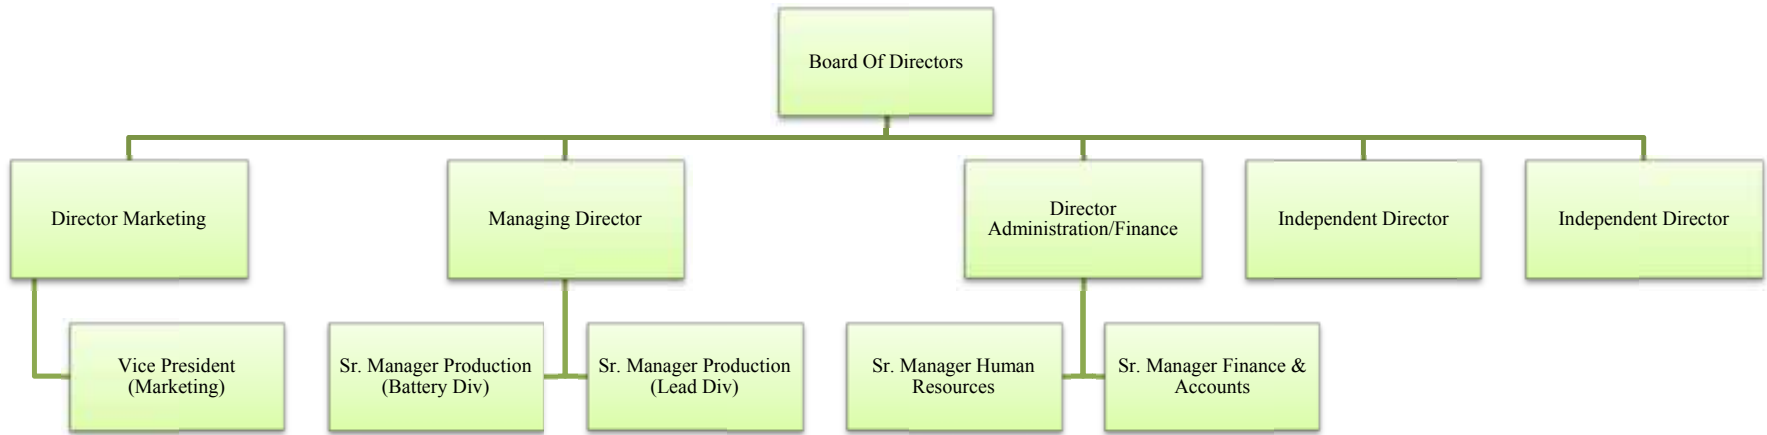 Board Of Directors
Director Marketing
Managing Director
Director
Administration/Finance
Independent Director
Independent Director
Vice President
(Marketing)
Sr. Manager Production
(Battery Div)
Sr. Manager Production
(Lead Div)
Sr. Manager Human
Resources
Sr. Manager Finance &
Accounts